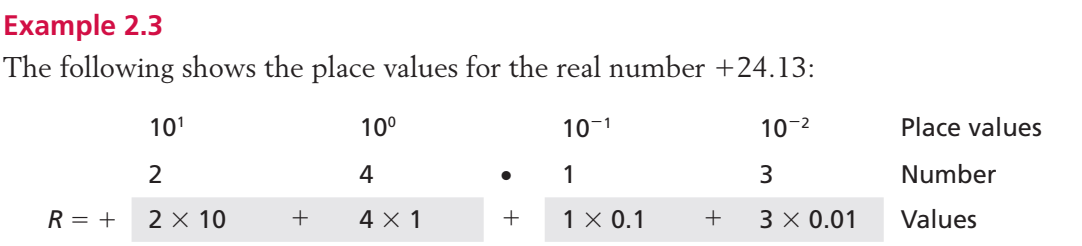 Example 2.3
The following shows the place values for the real number +24.13:
10¹ 10⁰ 10⁻¹ 10⁻² Place values
2 4 • 1 3 Number
R = + 2 × 10 + 4 × 1 + 1 × 0.1 + 3 × 0.01 Values